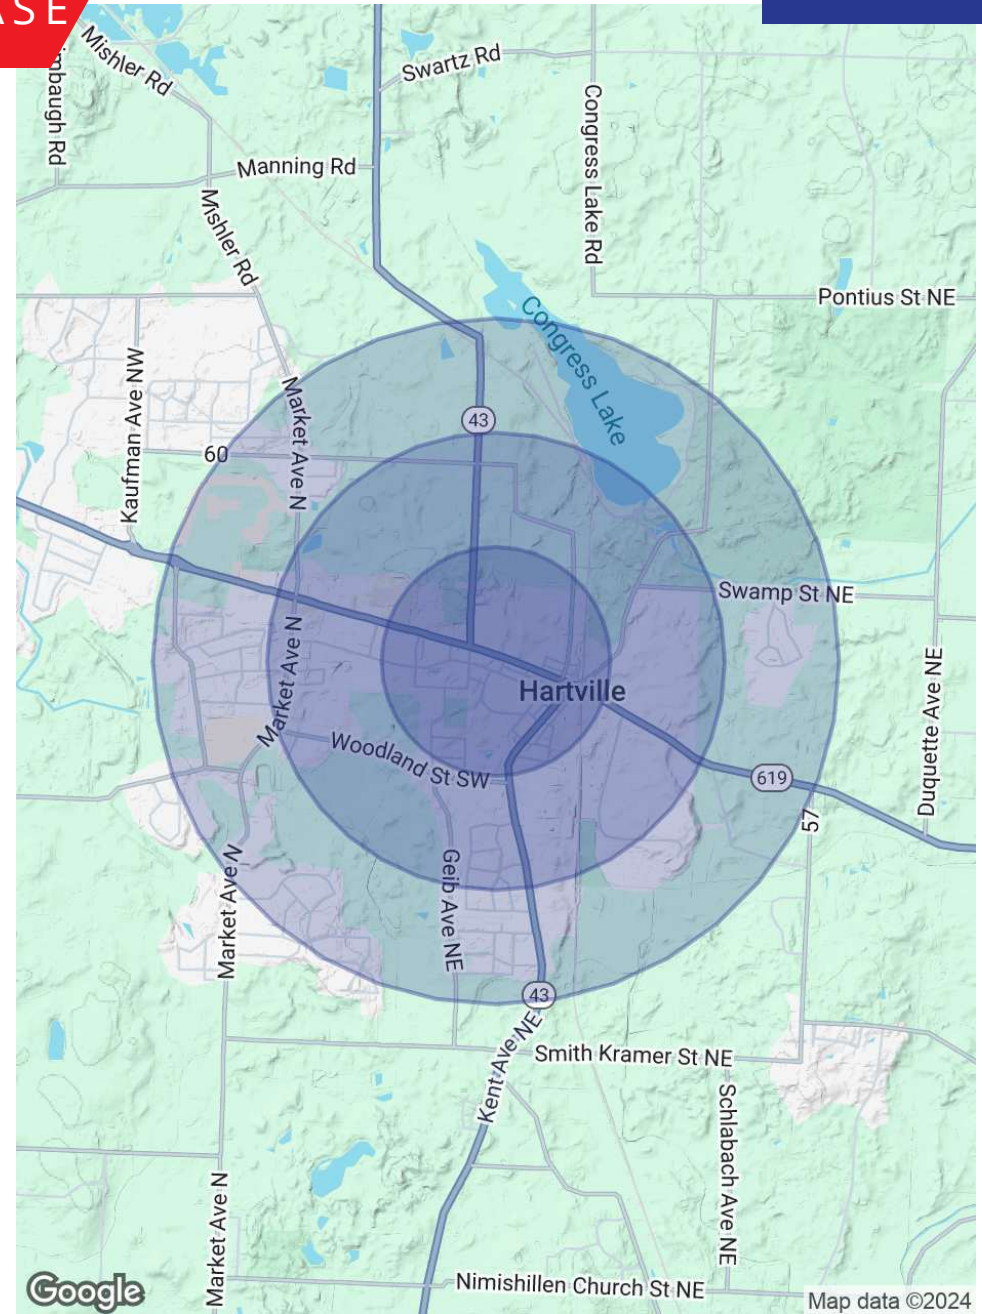 ASE
Mishler Rd
Swartz Rd
Congress Lake Rd
Manning Rd
Mishler Rd
Pontius St NE
Congress Lake
Kaufman Ave NW
Market Ave N
43
60
Swamp St NE
Market Ave N
Hartville
Duquette Ave NE
Woodland St SW
619
57
Geib Ave NE
Market Ave N
43
Kent Ave NE
Smith Kramer St NE
Schlabach Ave NE
Market Ave N
Nimishillen Church St NE
Google
Map data ©2024